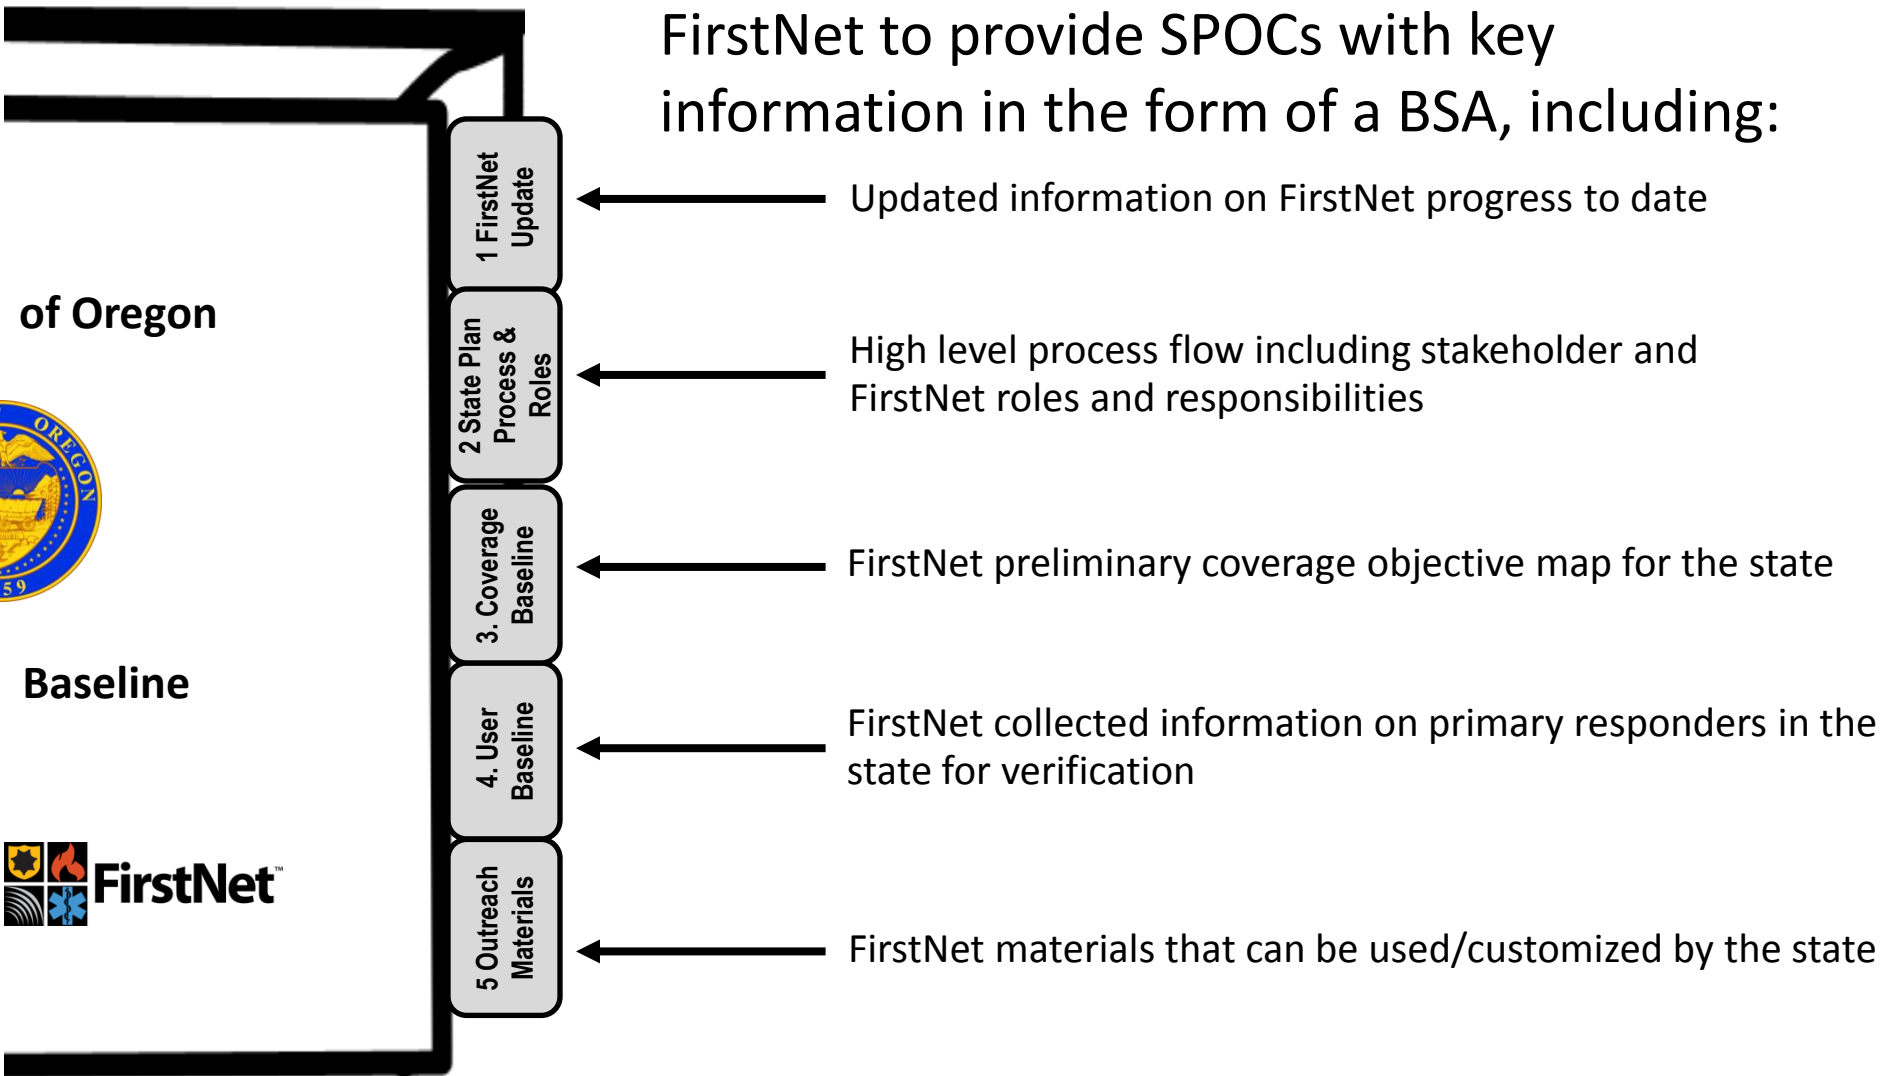 FirstNet to provide SPOCs with key
information in the form of a BSA, including:
1 FirstNet
Update
Updated information on FirstNet progress to date
of Oregon
2 State Plan
Process &
Roles
High level process flow including stakeholder and
FirstNet roles and responsibilities
OREGON
59
3. Coverage
Baseline
FirstNet preliminary coverage objective map for the state
Baseline
4. User
Baseline
FirstNet collected information on primary responders in the
state for verification
FirstNet™
5 Outreach
Materials
FirstNet materials that can be used/customized by the state